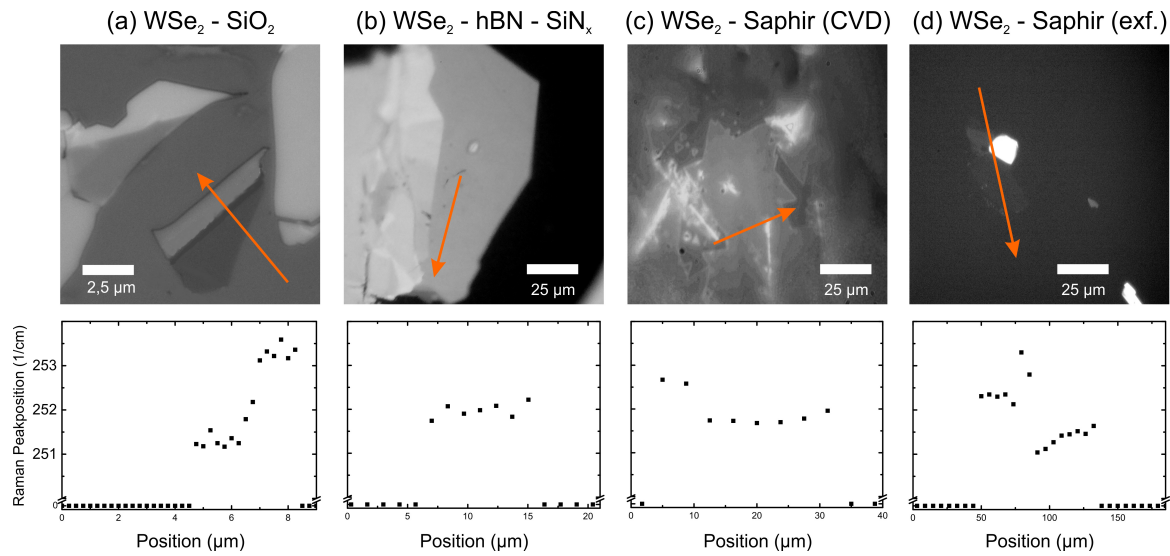 (a) WSe₂ - SiO₂
(b) WSe₂ - hBN - SiNₓ
(c) WSe₂ - Saphir (CVD)
(d) WSe₂ - Saphir (exf.)
2,5 µm
25 µm
25 µm
25 µm
Raman Peakposition (1/cm)
253
252
251
0
0 2 4 6 8
0 5 10 15 20
0 10 20 30 40
0 50 100 150
Position (µm)
Position (µm)
Position (µm)
Position (µm)